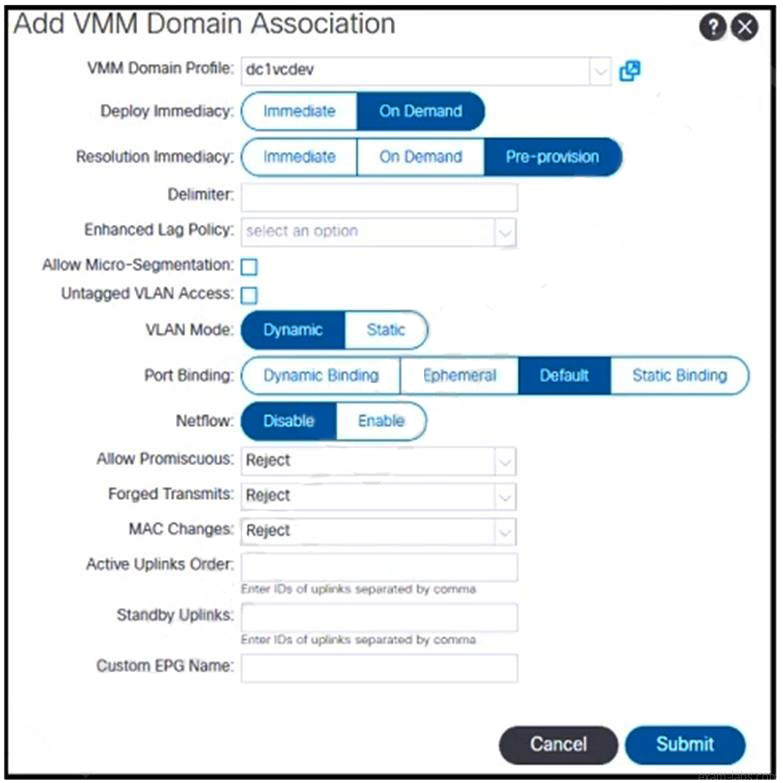 Add VMM Domain Association
?
VMM Domain Profile: dc1vcdev
Deploy Immediacy: Immediate On Demand
Resolution Immediacy: Immediate On Demand Pre-provision
Delimiter:
Enhanced Lag Policy: select an option
Allow Micro-Segmentation:
Untagged VLAN Access:
VLAN Mode: Dynamic Static
Port Binding: Dynamic Binding Ephemeral Default Static Binding
Netflow: Disable Enable
Allow Promiscuous: Reject
Forged Transmits: Reject
MAC Changes: Reject
Active Uplinks Order:
Enter IDs of uplinks separated by comma
Standby Uplinks:
Enter IDs of uplinks separated by comma
Custom EPG Name:
Cancel Submit